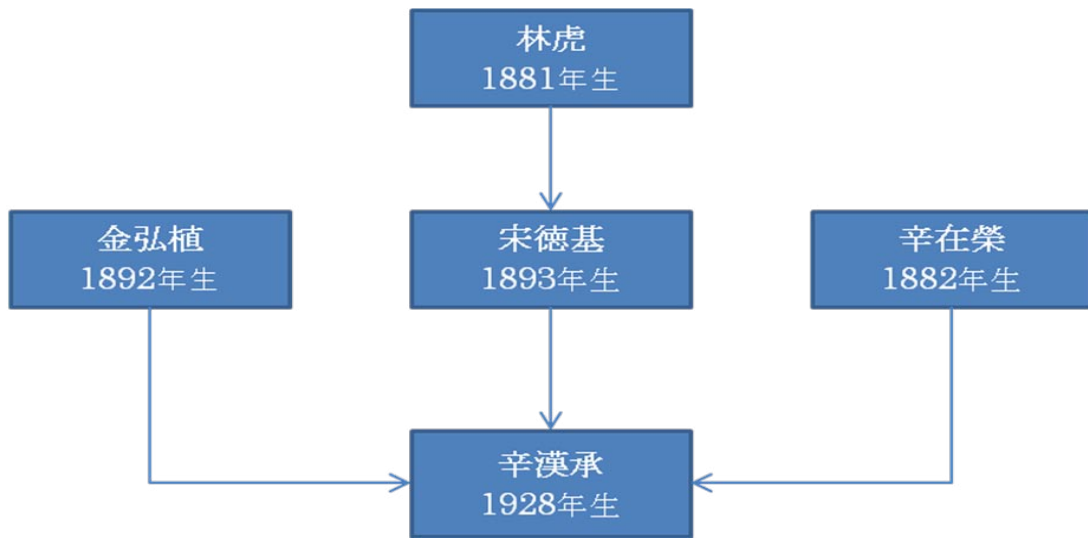 林虎
1881年生
金弘植
1892年生
宋徳基
1893年生
辛在榮
1882年生
辛漢承
1928年生